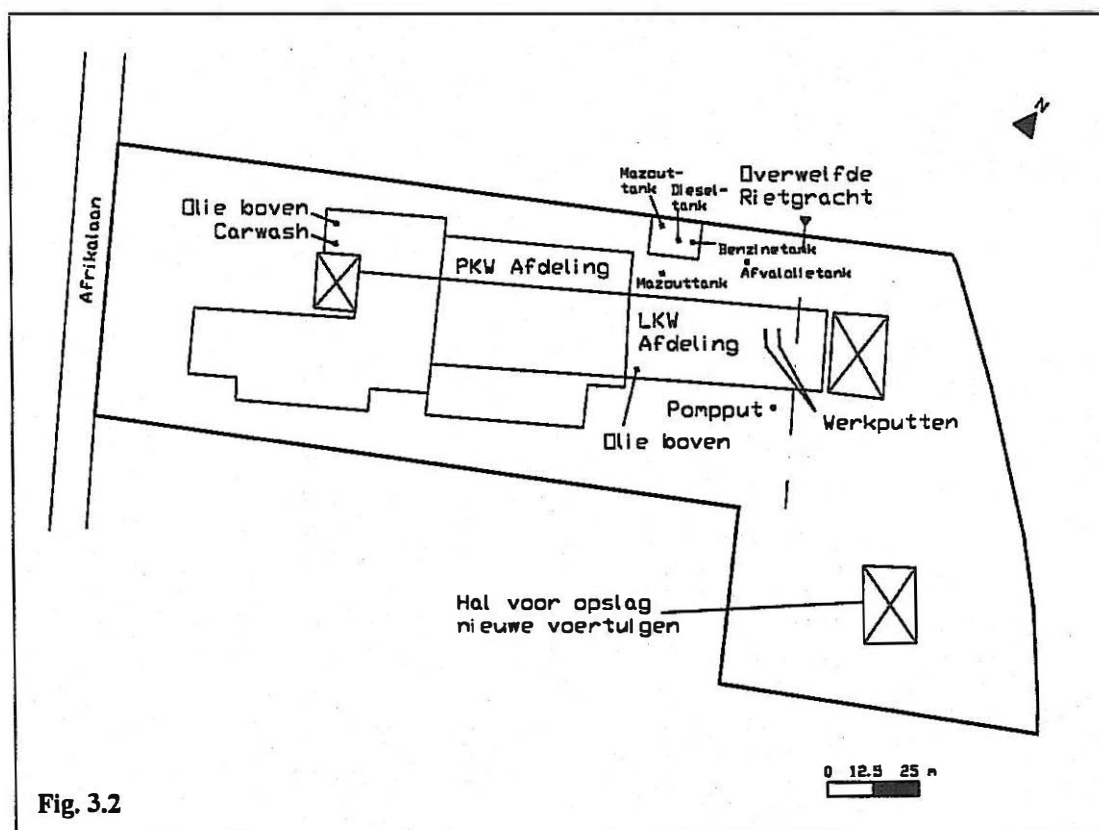 N
Afrikalaan
Olie boven
Carwash
Mazout-
tank
Diesel-
tank
Overwelfde
Rietgracht
Benzinetank
Afvalolietank
PKW Afdeling
Mazouttank
LKW
Afdeling
Pompput
Werkputten
Olie boven
Hal voor opslag
nieuwe voertuigen
0 12.5 25 m
Fig. 3.2